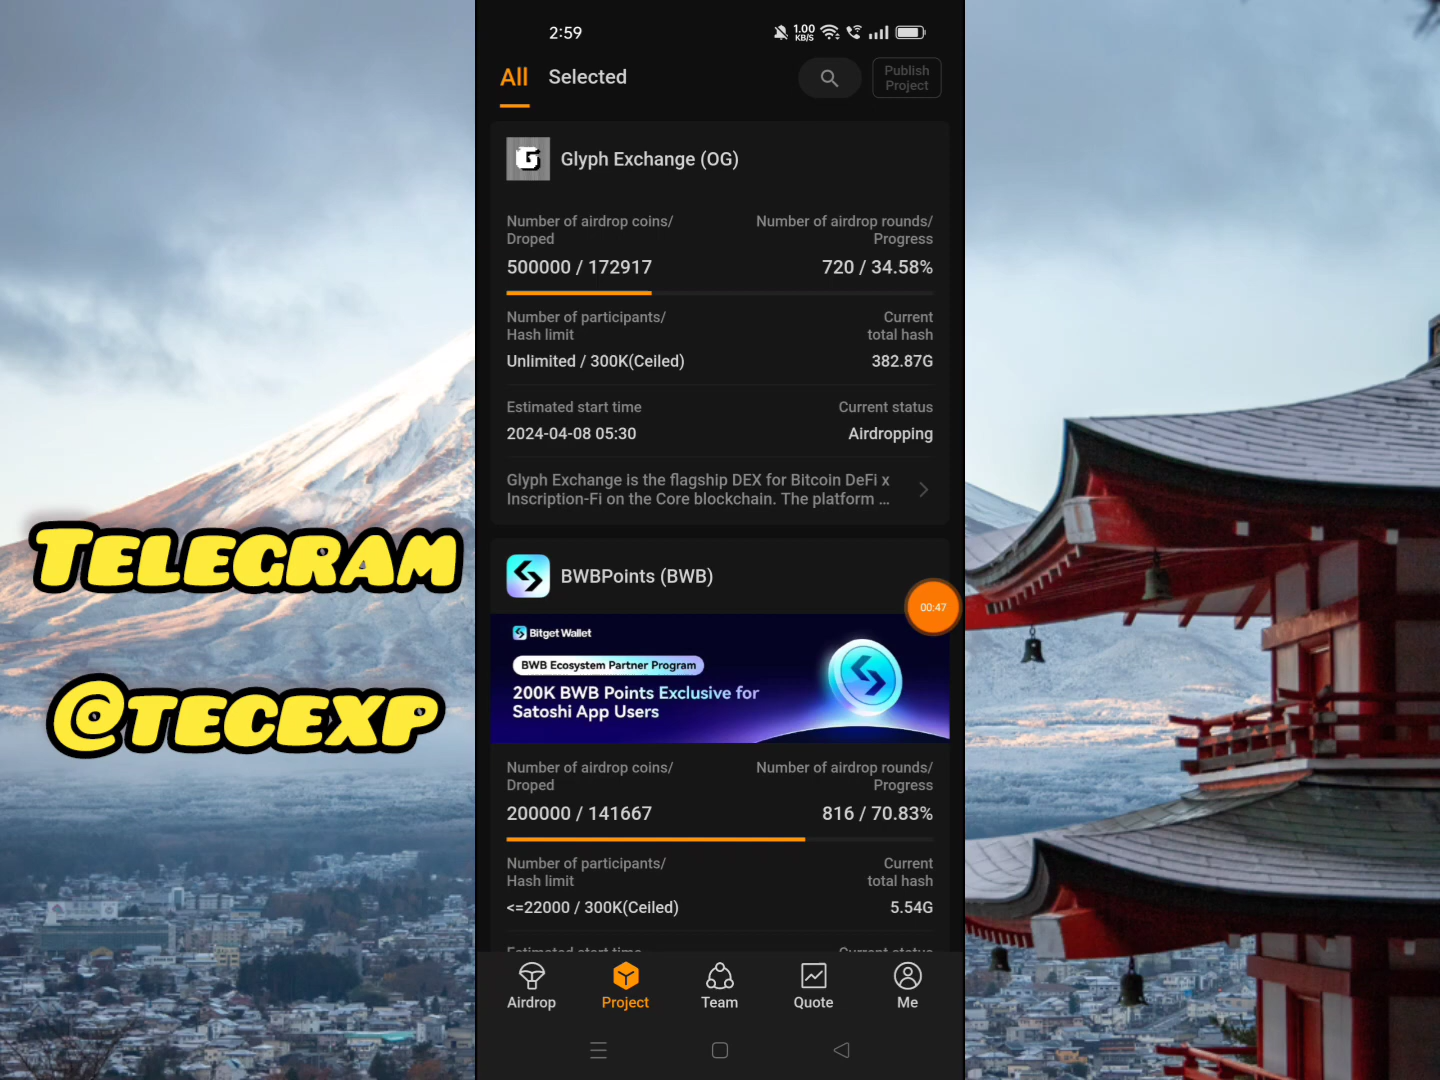 2:59
1.00
KB/S
All
Selected
Publish
Project
G
Glyph Exchange (OG)
Number of airdrop coins/
Droped
Number of airdrop rounds/
Progress
500000 / 172917
720 / 34.58%
Number of participants/
Hash limit
Current
total hash
Unlimited / 300K(Ceiled)
382.87G
Estimated start time
Current status
2024-04-08 05:30
Airdropping
Glyph Exchange is the flagship DEX for Bitcoin DeFi x
Inscription-Fi on the Core blockchain. The platform ...
BWBPoints (BWB)
00:47
Bitget Wallet
BWB Ecosystem Partner Program
200K BWB Points Exclusive for
Satoshi App Users
Number of airdrop coins/
Droped
Number of airdrop rounds/
Progress
200000 / 141667
816 / 70.83%
Number of participants/
Hash limit
Current
total hash
<=22000 / 300K(Ceiled)
5.54G
Estimated start time
Current status
Airdrop
Project
Team
Quote
Me
TELEGRAM
@TECEXP